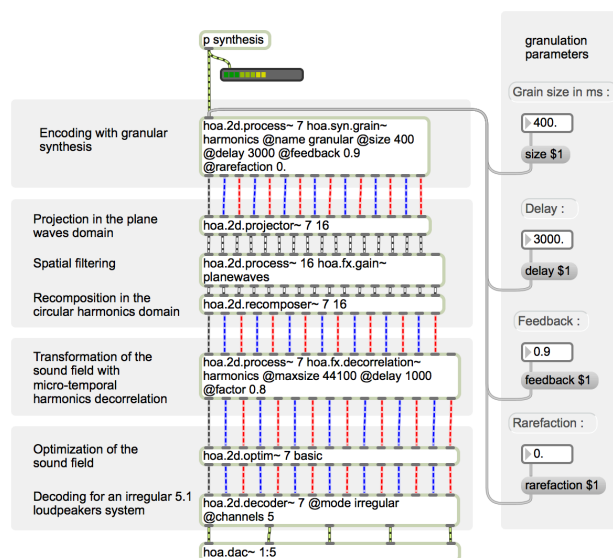 p synthesis
granulation
parameters
Grain size in ms :
400.
size $1
Delay :
3000.
delay $1
Feedback :
0.9
feedback $1
Rarefaction :
0.
rarefaction $1
Encoding with granular
synthesis
hoa.2d.process~ 7 hoa.syn.grain~
harmonics @name granular @size 400
@delay 3000 @feedback 0.9
@rarefaction 0.
Projection in the plane
waves domain
hoa.2d.projector~ 7 16
Spatial filtering
hoa.2d.process~ 16 hoa.fx.gain~
planewaves
Recomposition in the
circular harmonics domain
hoa.2d.recomposer~ 7 16
Transformation of the
sound field with
micro-temporal
harmonics decorrelation
hoa.2d.process~ 7 hoa.fx.decorrelation~
harmonics @maxsize 44100 @delay 1000
@factor 0.8
Optimization of the
sound field
hoa.2d.optim~ 7 basic
Decoding for an irregular 5.1
loudpeakers system
hoa.2d.decoder~ 7 @mode irregular
@channels 5
hoa.dac~ 1:5